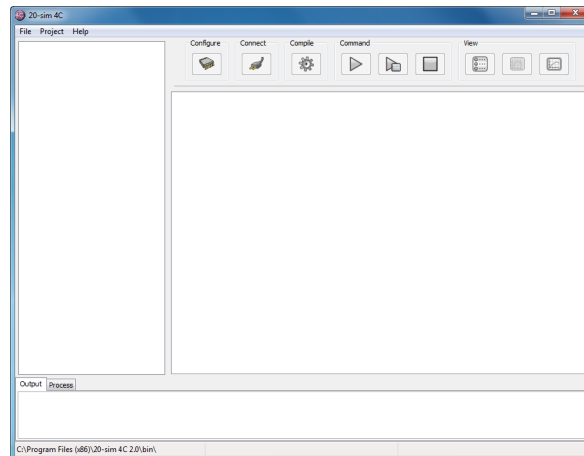 20-sim 4C
File Project Help
Configure Connect Compile Command View
Output Process
C:\Program Files (x86)\20-sim 4C 2.0\bin\